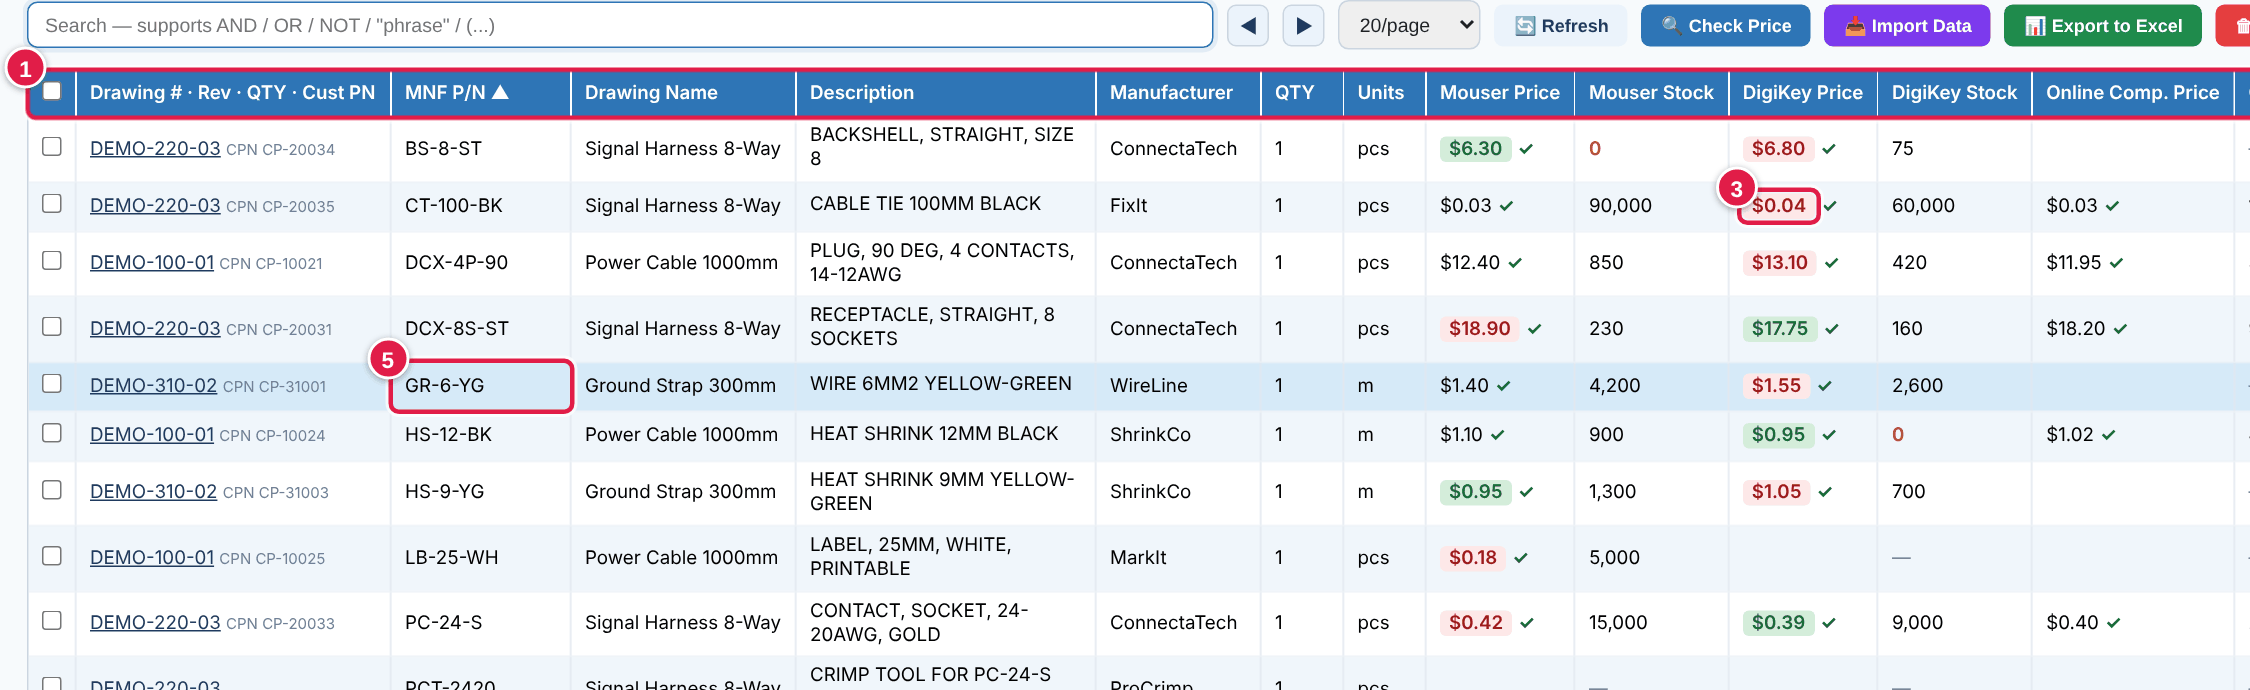 Search — supports AND / OR / NOT / "phrase" / (...)
◀ ▶ 20/page 🔄 Refresh 🔍 Check Price 📥 Import Data 📊 Export to Excel
1
Drawing # · Rev · QTY · Cust PN MNF P/N ▲ Drawing Name Description Manufacturer QTY Units Mouser Price Mouser Stock DigiKey Price DigiKey Stock Online Comp. Price
DEMO-220-03 CPN CP-20034 BS-8-ST Signal Harness 8-Way BACKSHELL, STRAIGHT, SIZE
8 ConnectaTech 1 pcs $6.30 ✓ 0 $6.80 ✓ 75
3
DEMO-220-03 CPN CP-20035 CT-100-BK Signal Harness 8-Way CABLE TIE 100MM BLACK FixIt 1 pcs $0.03 ✓ 90,000 $0.04 ✓ 60,000 $0.03 ✓
DEMO-100-01 CPN CP-10021 DCX-4P-90 Power Cable 1000mm PLUG, 90 DEG, 4 CONTACTS,
14-12AWG ConnectaTech 1 pcs $12.40 ✓ 850 $13.10 ✓ 420 $11.95 ✓
DEMO-220-03 CPN CP-20031 DCX-8S-ST Signal Harness 8-Way RECEPTACLE, STRAIGHT, 8
SOCKETS ConnectaTech 1 pcs $18.90 ✓ 230 $17.75 ✓ 160 $18.20 ✓
5
DEMO-310-02 CPN CP-31001 GR-6-YG Ground Strap 300mm WIRE 6MM2 YELLOW-GREEN WireLine 1 m $1.40 ✓ 4,200 $1.55 ✓ 2,600
DEMO-100-01 CPN CP-10024 HS-12-BK Power Cable 1000mm HEAT SHRINK 12MM BLACK ShrinkCo 1 m $1.10 ✓ 900 $0.95 ✓ 0 $1.02 ✓
DEMO-310-02 CPN CP-31003 HS-9-YG Ground Strap 300mm HEAT SHRINK 9MM YELLOW-
GREEN ShrinkCo 1 m $0.95 ✓ 1,300 $1.05 ✓ 700
DEMO-100-01 CPN CP-10025 LB-25-WH Power Cable 1000mm LABEL, 25MM, WHITE,
PRINTABLE MarkIt 1 pcs $0.18 ✓ 5,000 —
DEMO-220-03 CPN CP-20033 PC-24-S Signal Harness 8-Way CONTACT, SOCKET, 24-
20AWG, GOLD ConnectaTech 1 pcs $0.42 ✓ 15,000 $0.39 ✓ 9,000 $0.40 ✓
DEMO-220-03 PCT-2420 Signal Harness 8-Way CRIMP TOOL FOR PC-24-S ProCrimp 1 pcs — —